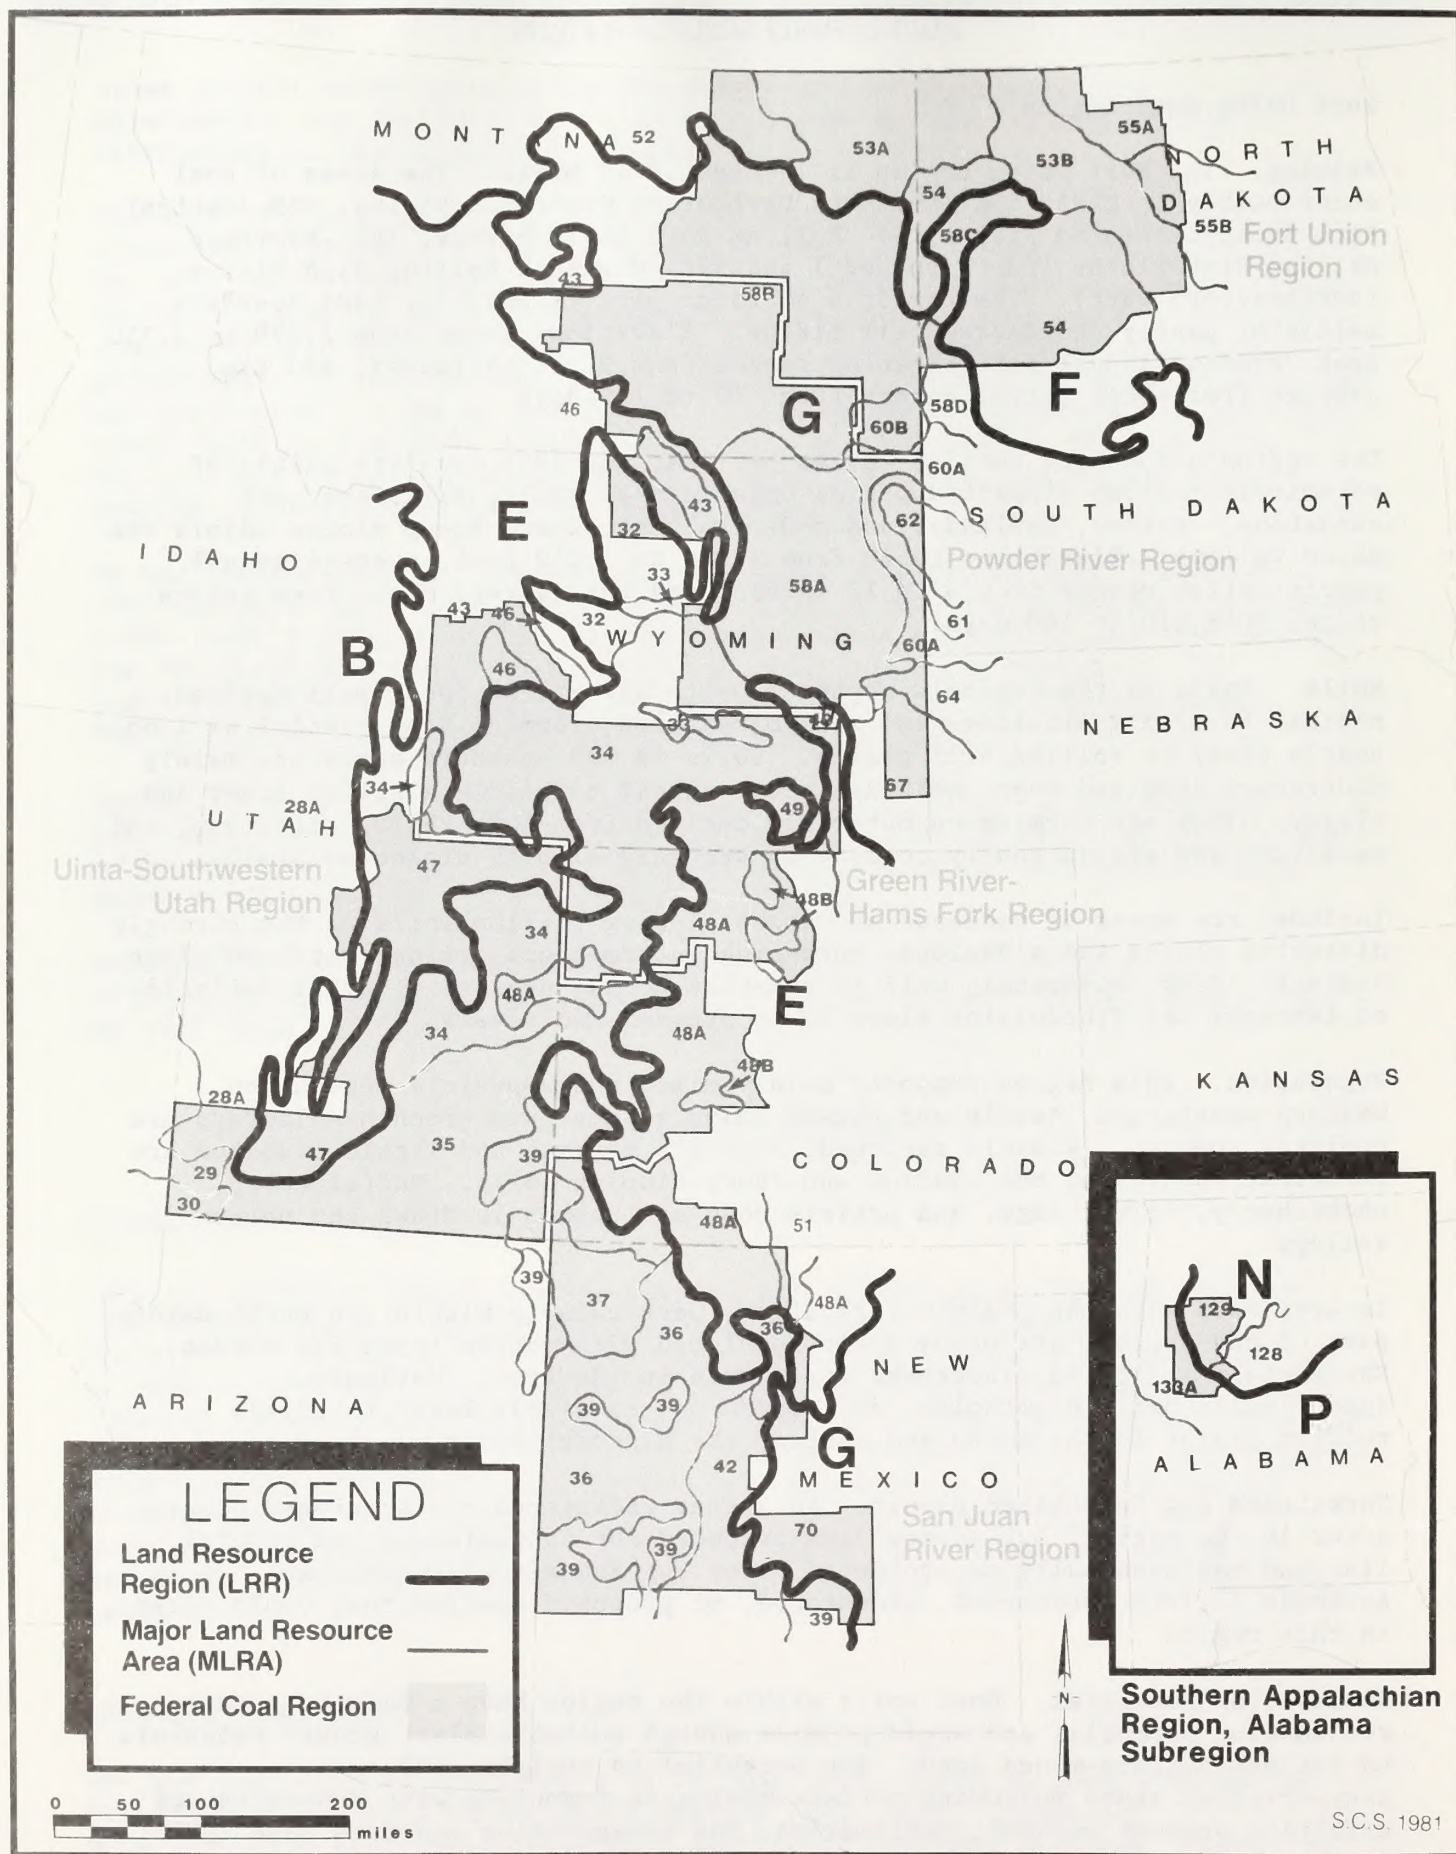 MONTANA
52
53A
53B
55A
NORTH
DAKOTA
54
58C
55B
Fort Union
Region
43
58B
54
46
G
F
60B
58D
60A
E
43
62
SOUTH DAKOTA
32
IDAHO
Powder River Region
33
58A
43
46
32
61
WYOMING
B
46
60A
64
33
49
NEBRASKA
34
34
67
28A
49
UTAH
47
Uinta-Southwestern
Utah Region
Green River-
Hams Fork Region
48B
34
48A
48A
E
34
48A
48B
KANSAS
28A
35
47
39
COLORADO
29
30
48A
51
39
37
48A
N
129
36
36
128
NEW
133A
ARIZONA
39
39
P
G
42
36
MEXICO
ALABAMA
San Juan
River Region
70
39
39
39
LEGEND
Land Resource
Region (LRR)
Major Land Resource
Area (MLRA)
Federal Coal Region
N
Southern Appalachian
Region, Alabama
Subregion
0 50 100 200
miles
S.C.S. 1981